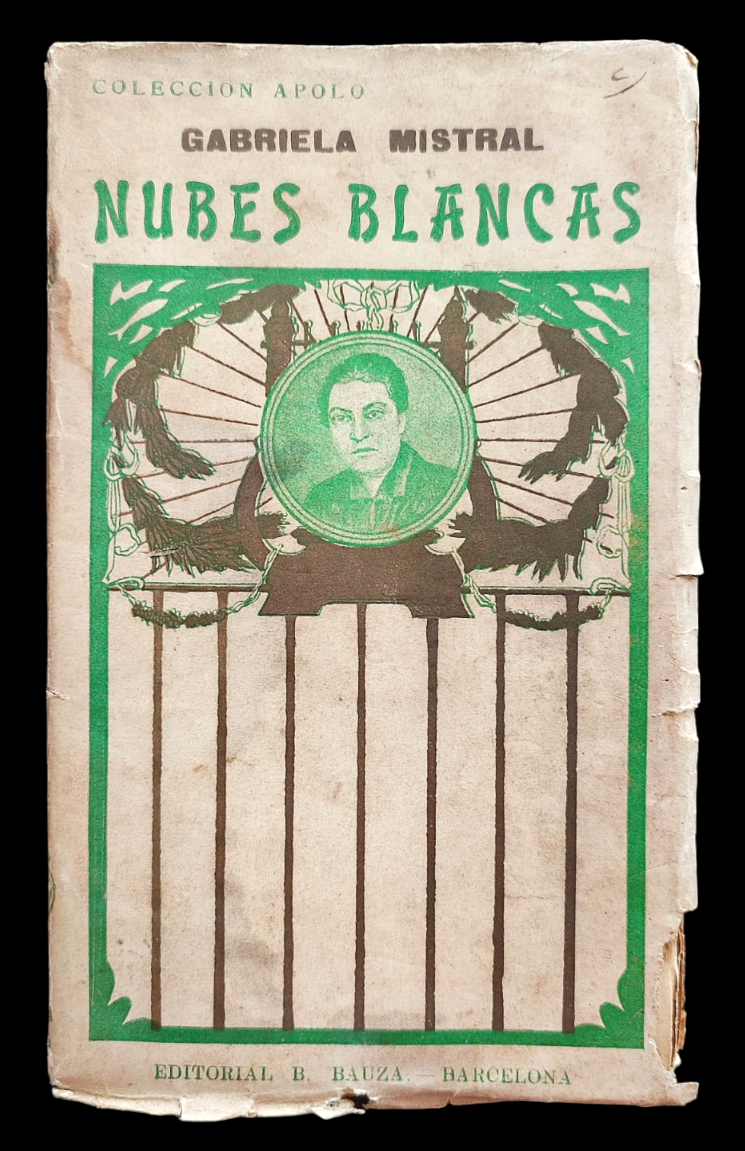 COLECCION APOLO
GABRIELA MISTRAL
NUBES BLANCAS
EDITORIAL B. BAUZA.—BARCELONA